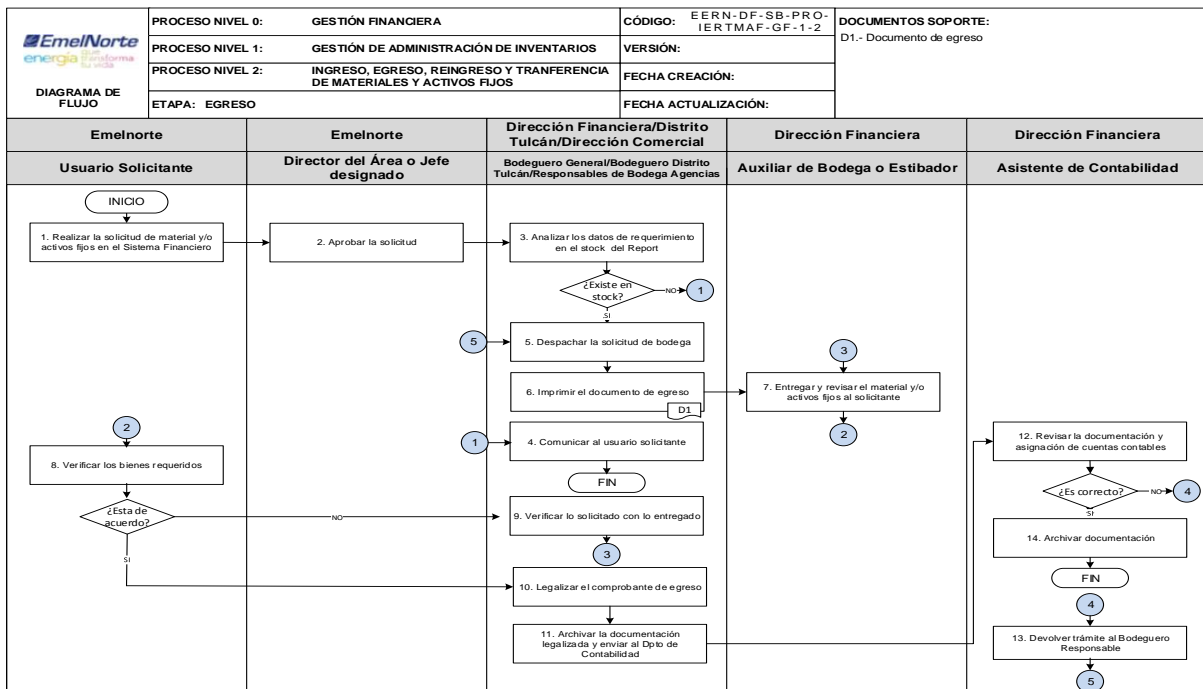 EmelNorte
energía que transforma tu vida
DIAGRAMA DE
FLUJO
PROCESO NIVEL 0: GESTIÓN FINANCIERA
PROCESO NIVEL 1: GESTIÓN DE ADMINISTRACIÓN DE INVENTARIOS
PROCESO NIVEL 2: INGRESO, EGRESO, REINGRESO Y TRANFERENCIA
DE MATERIALES Y ACTIVOS FIJOS
ETAPA: EGRESO
CÓDIGO: EERN-DF-SB-PRO-
IERTMAF-GF-1-2
VERSIÓN:
FECHA CREACIÓN:
FECHA ACTUALIZACIÓN:
DOCUMENTOS SOPORTE:
D1.- Documento de egreso
Emelnorte
Usuario Solicitante
Emelnorte
Director del Área o Jefe
designado
Dirección Financiera/Distrito
Tulcán/Dirección Comercial
Bodeguero General/Bodeguero Distrito
Tulcán/Responsables de Bodega Agencias
Dirección Financiera
Auxiliar de Bodega o Estibador
Dirección Financiera
Asistente de Contabilidad
INICIO
1. Realizar la solicitud de material y/o
activos fijos en el Sistema Financiero
2. Aprobar la solicitud
3. Analizar los datos de requerimiento
en el stock del Report
¿Existe en
stock?
NO
1
SI
5
5. Despachar la solicitud de bodega
6. Imprimir el documento de egreso
D1
3
7. Entregar y revisar el material y/o
activos fijos al solicitante
2
1
4. Comunicar al usuario solicitante
FIN
2
8. Verificar los bienes requeridos
¿Esta de
acuerdo?
NO
SI
9. Verificar lo solicitado con lo entregado
3
10. Legalizar el comprobante de egreso
11. Archivar la documentación
legalizada y enviar al Dpto de
Contabilidad
12. Revisar la documentación y
asignación de cuentas contables
¿Es correcto?
NO
4
SI
14. Archivar documentación
FIN
4
13. Devolver trámite al Bodeguero
Responsable
5